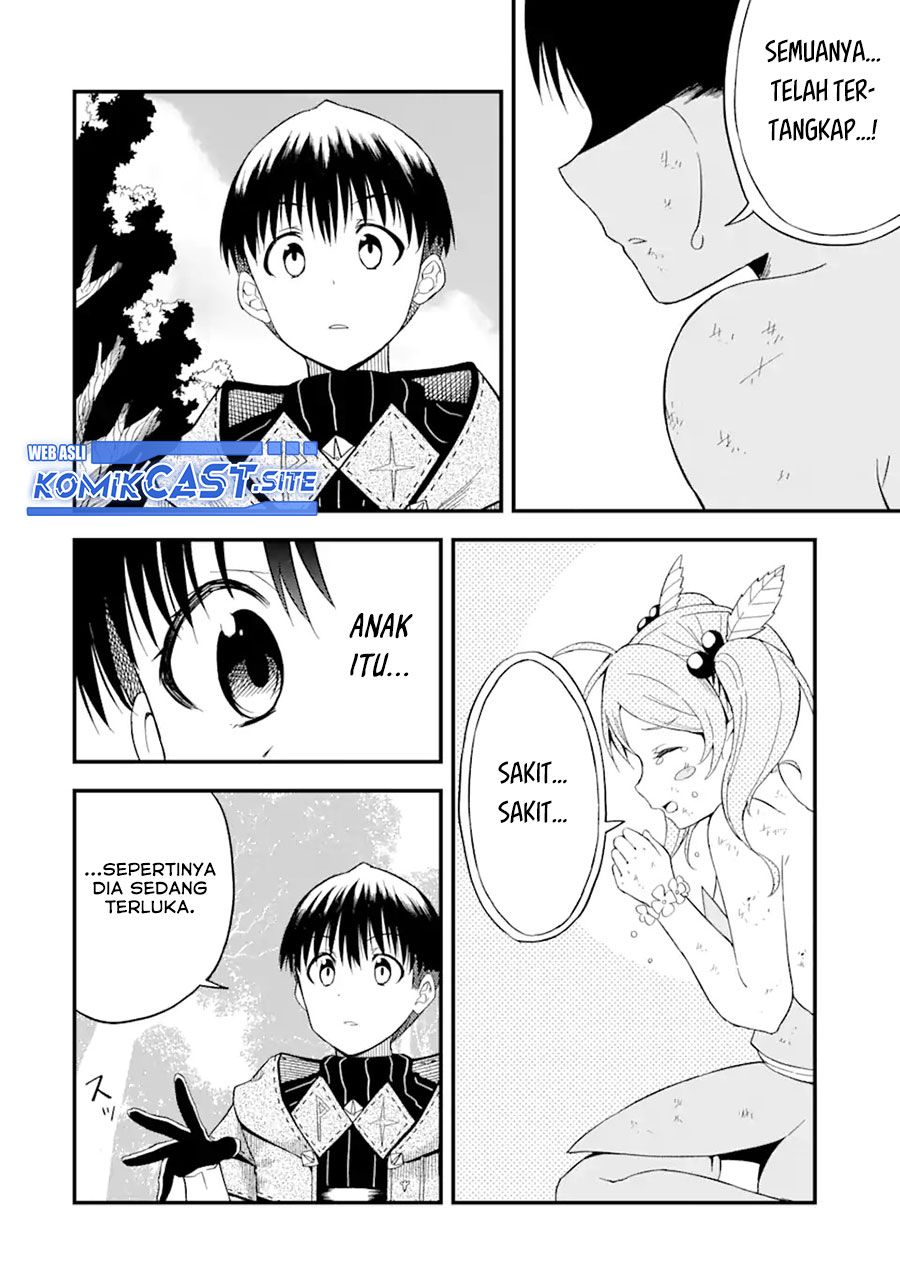 SEMUANYA...
TELAH TER-
TANGKAP...!
WEB ASLI
KOMIKCAST.SITE
SAKIT...
SAKIT...
ANAK
ITU...
...SEPERTINYA
DIA SEDANG
TERLUKA.
スッ